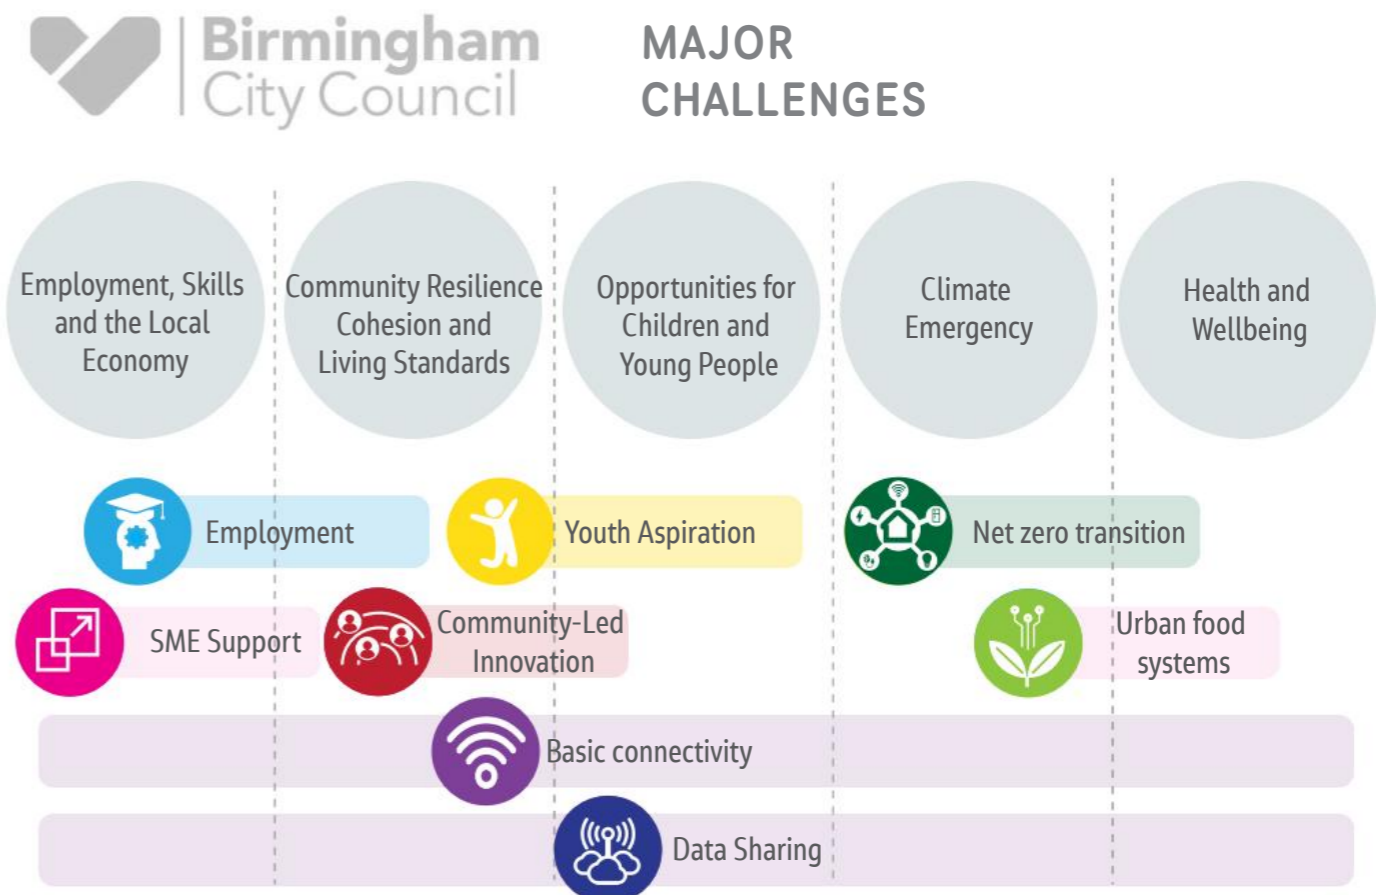 Birmingham
City Council
MAJOR
CHALLENGES
Employment, Skills
and the Local
Economy
Community Resilience
Cohesion and
Living Standards
Opportunities for
Children and
Young People
Climate
Emergency
Health and
Wellbeing
Employment
Youth Aspiration
Net zero transition
SME Support
Community-Led
Innovation
Urban food
systems
Basic connectivity
Data Sharing